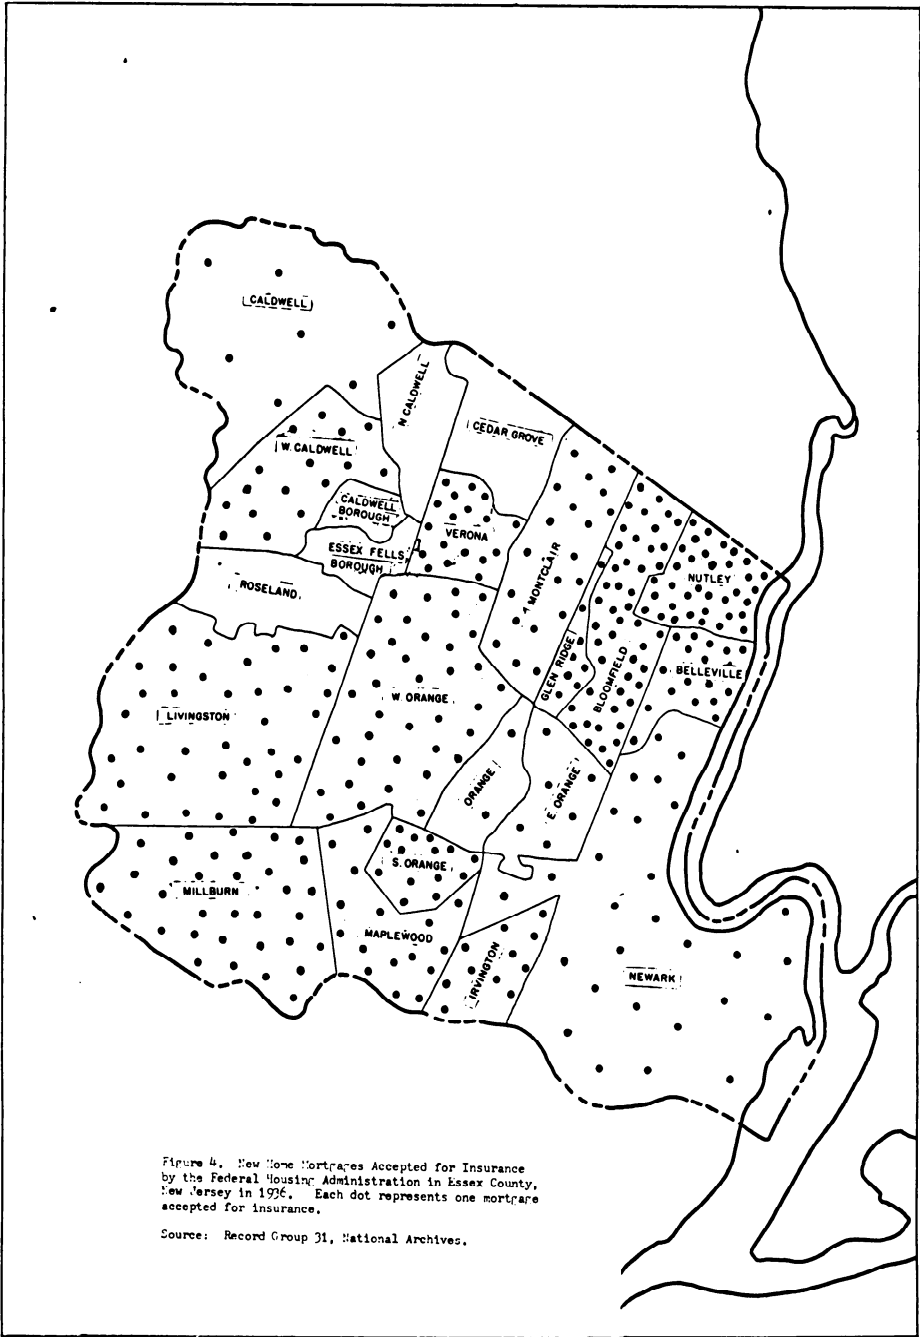 CALDWELL
N CALDWELL
CEDAR GROVE
W. CALDWELL
CALDWELL
BOROUGH
VERONA
ESSEX FELLS
BOROUGH
MONTCLAIR
NUTLEY
ROSELAND
GLEN RIDGE
BLOOMFIELD
BELLEVILLE
W. ORANGE
LIVINGSTON
ORANGE
E. ORANGE
S. ORANGE
MILLBURN
MAPLEWOOD
IRVINGTON
NEWARK
Figure 4. New Home Mortgages Accepted for Insurance
by the Federal Housing Administration in Essex County,
New Jersey in 1936. Each dot represents one mortgage
accepted for insurance.
Source: Record Group 31, National Archives.